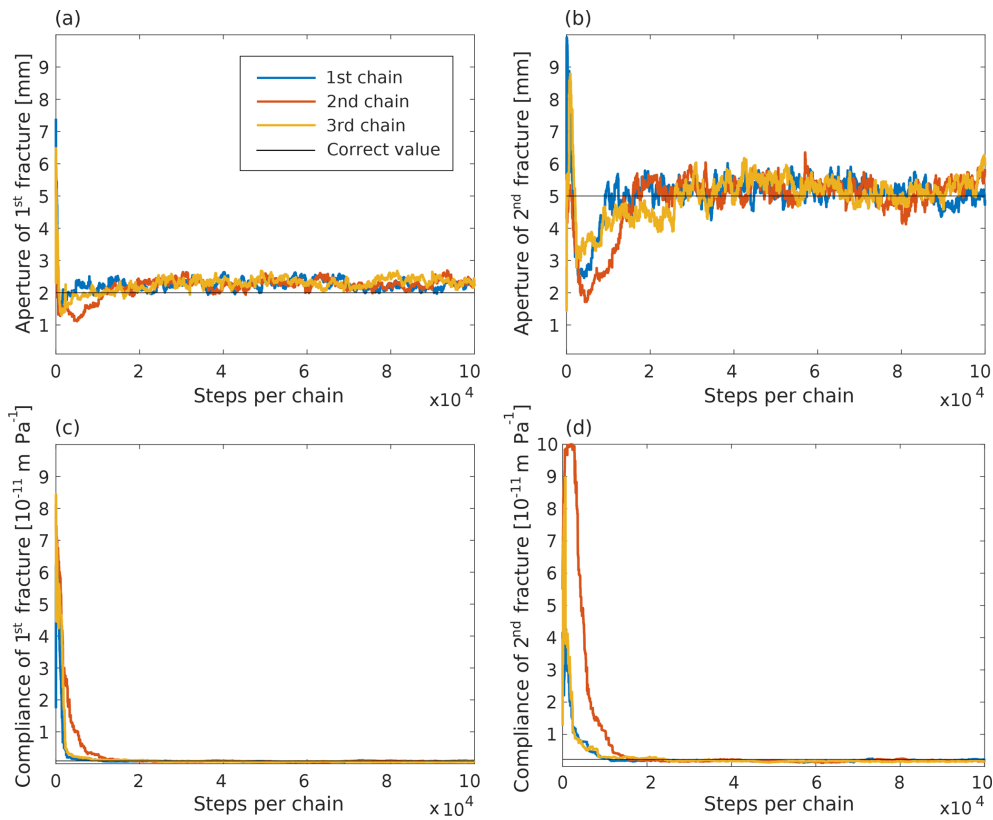 (a)
Aperture of 1st fracture [mm]
9
8
7
6
5
4
3
2
1
1st chain
2nd chain
3rd chain
Correct value
0 2 4 6 8 10
Steps per chain
x10^4
(b)
Aperture of 2nd fracture [mm]
9
8
7
6
5
4
3
2
1
0 2 4 6 8 10
Steps per chain
x10^4
(c)
Compliance of 1st fracture [10^-11 m Pa^-1]
9
8
7
6
5
4
3
2
1
0 2 4 6 8 10
Steps per chain
x10^4
(d)
Compliance of 2nd fracture [10^-11 m Pa^-1]
10
9
8
7
6
5
4
3
2
1
0 2 4 6 8 10
Steps per chain
x10^4